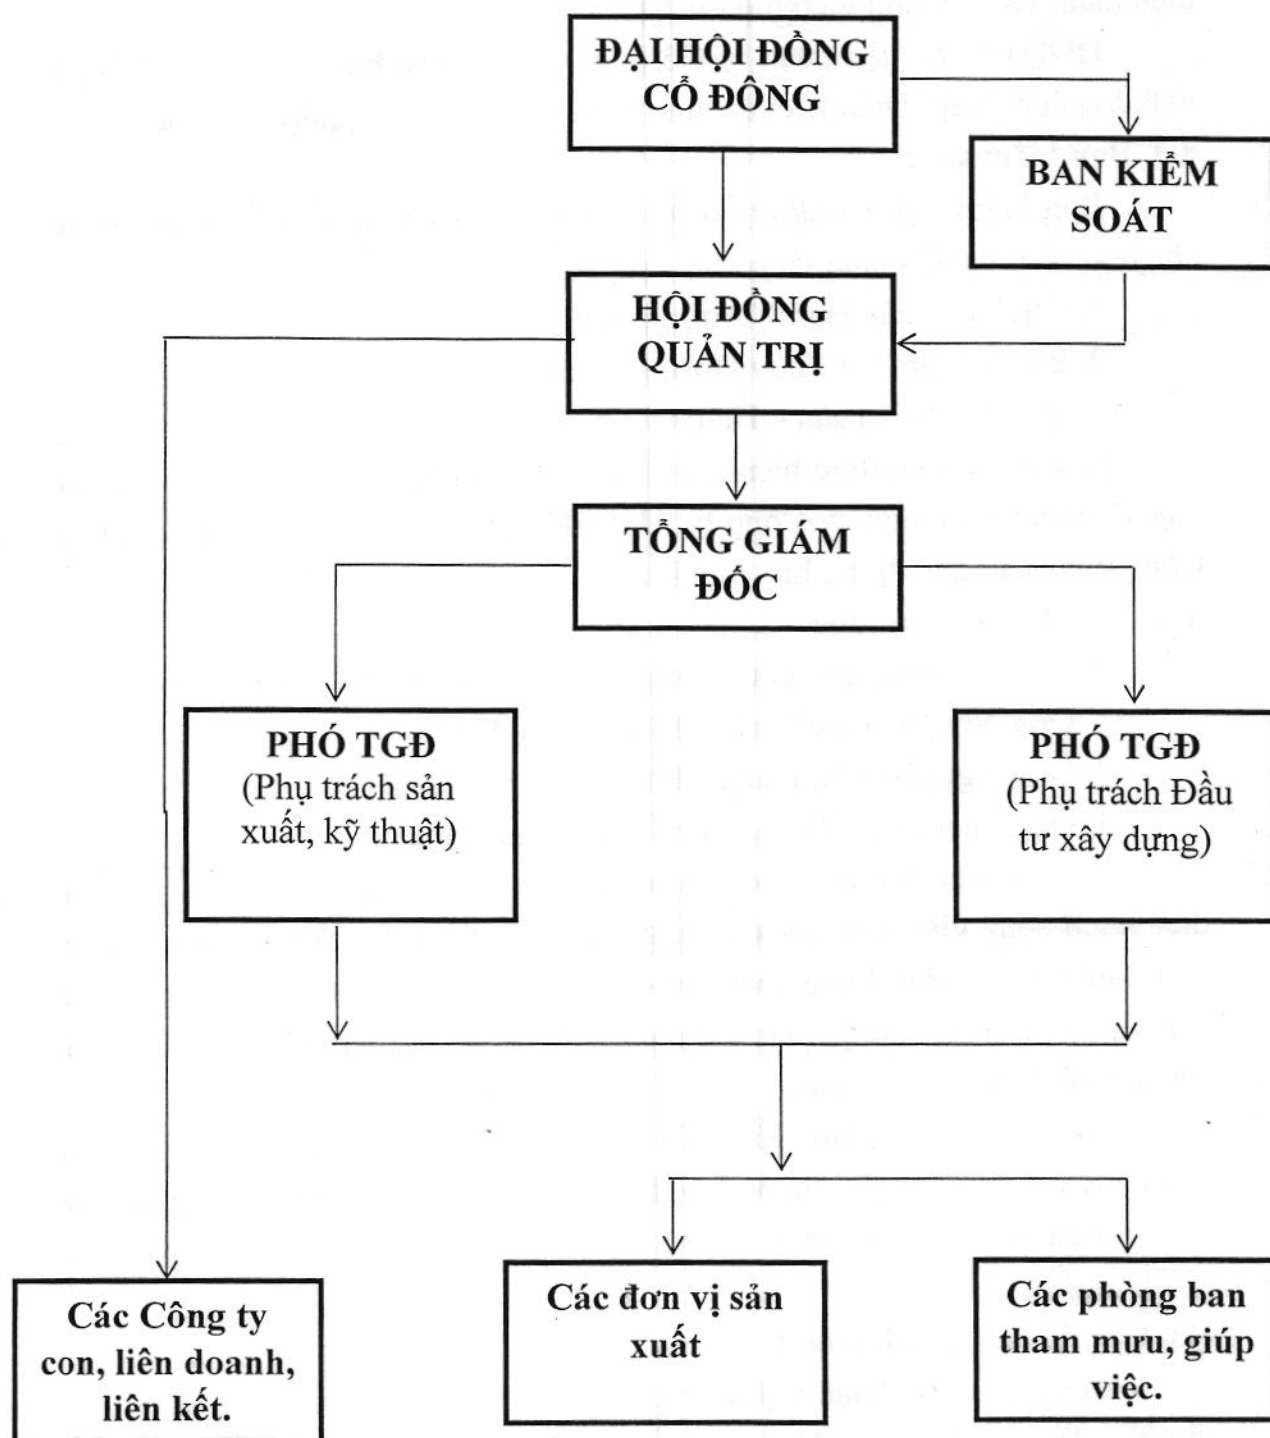 ĐẠI HỘI ĐỒNG
CỔ ĐÔNG
BAN KIỂM
SOÁT
HỘI ĐỒNG
QUẢN TRỊ
TỔNG GIÁM
ĐỐC
PHÓ TGĐ
(Phụ trách sản
xuất, kỹ thuật)
PHÓ TGĐ
(Phụ trách Đầu
tư xây dựng)
Các Công ty
con, liên doanh,
liên kết.
Các đơn vị sản
xuất
Các phòng ban
tham mưu, giúp
việc.